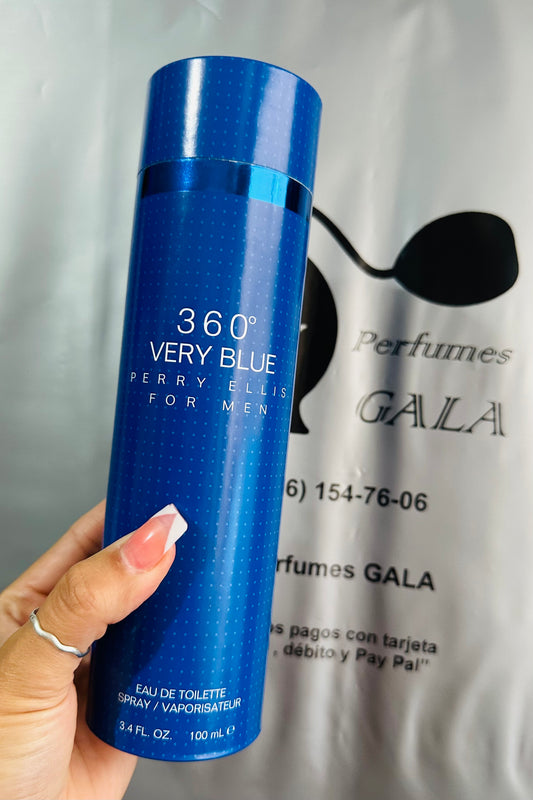 360°
VERY BLUE
PERRY ELLIS
FOR MEN
EAU DE TOILETTE
SPRAY / VAPORISATEUR
3.4 FL. OZ. 100 mL ℮
Perfumes
GALA
6) 154-76-06
rfumes GALA
os pagos con tarjeta
, débito y Pay Pal"